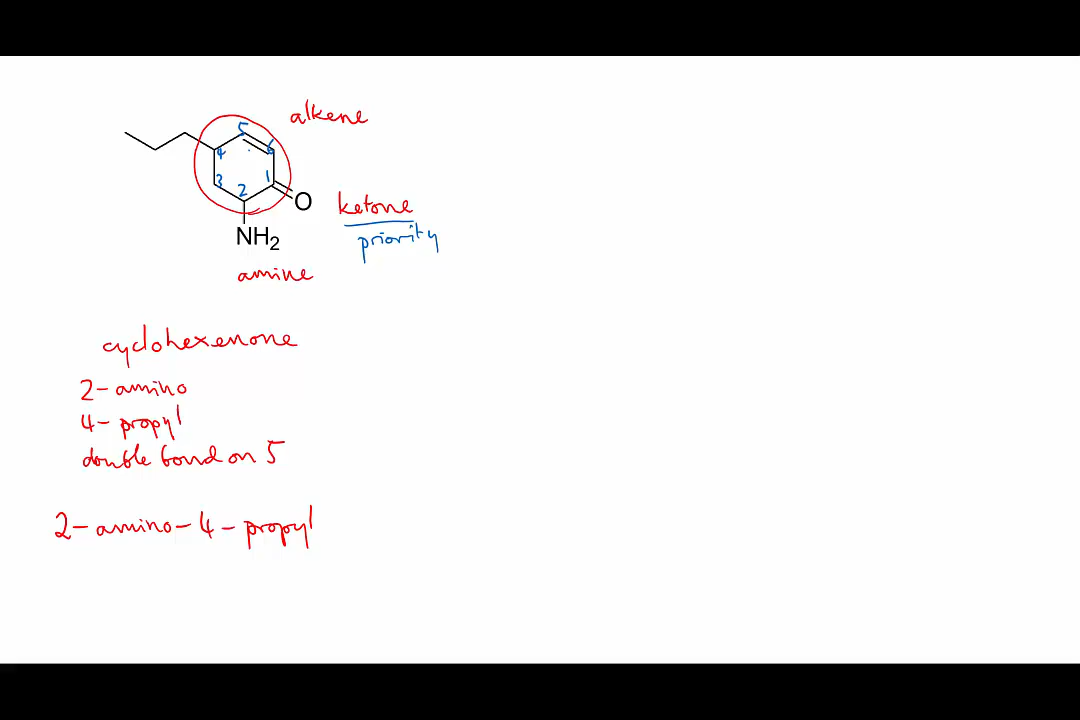 alkene
5
4
6
3
2
1
O
ketone
NH2
priority
amine
cyclohexenone
2-amino
4-propyl
double bond on 5
2-amino-4-propyl